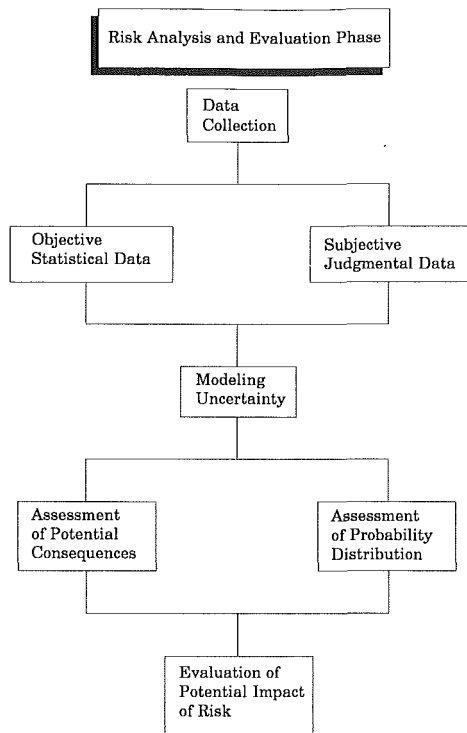 Risk Analysis and Evaluation Phase
Data
Collection
Objective
Statistical Data
Subjective
Judgmental Data
Modeling
Uncertainty
Assessment
of Potential
Consequences
Assessment
of Probability
Distribution
Evaluation of
Potential Impact
of Risk